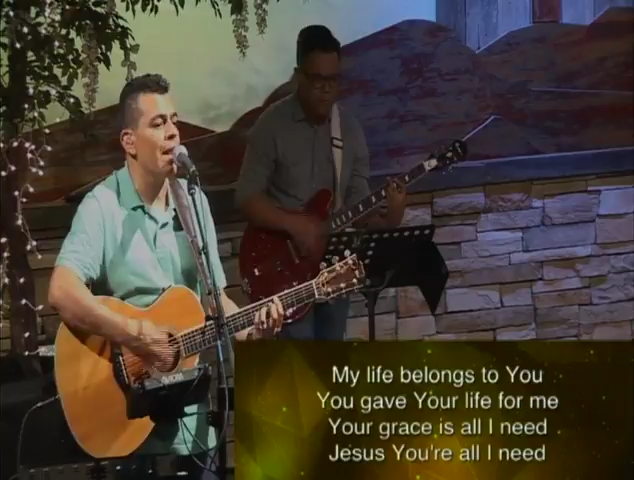 My life belongs to You
You gave Your life for me
Your grace is all I need
Jesus You're all I need